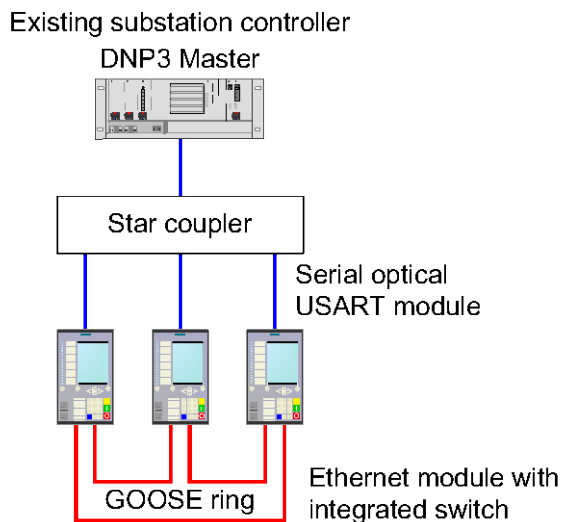 Existing substation controller
DNP3 Master
Star coupler
Serial optical
USART module
GOOSE ring
Ethernet module with
integrated switch